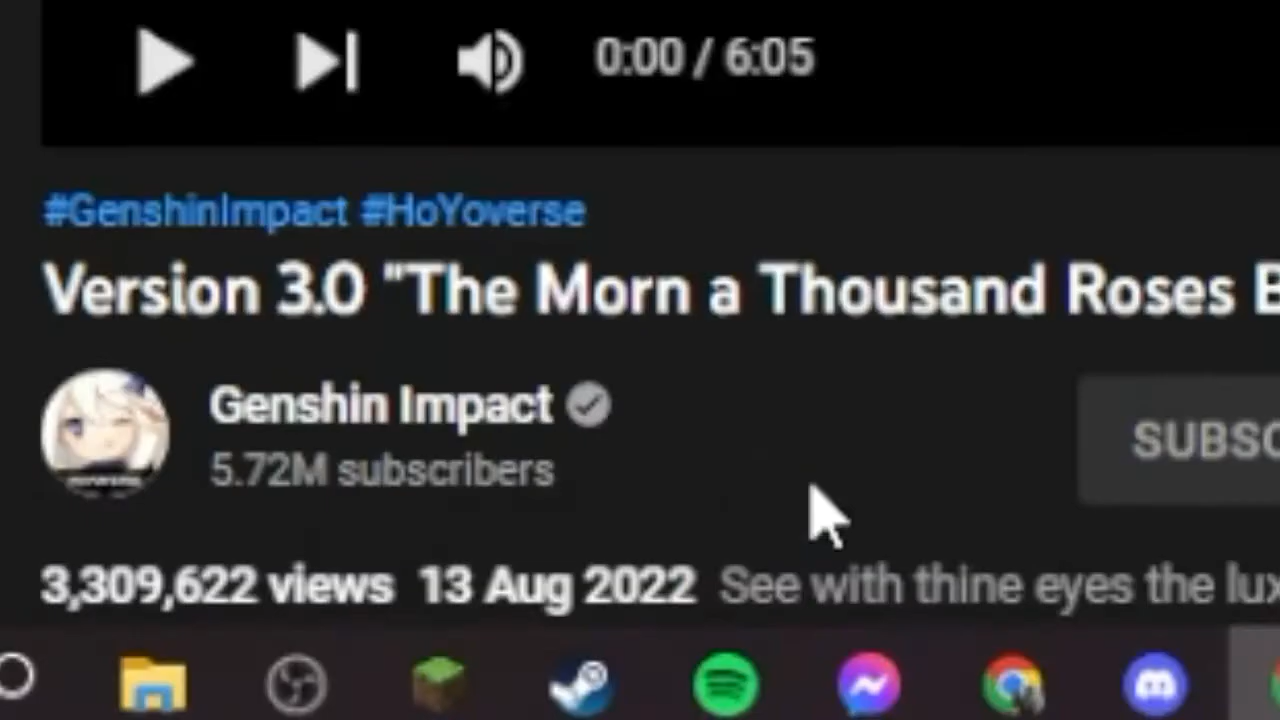 0:00 / 6:05
#GenshinImpact #HoYoverse
Version 3.0 "The Morn a Thousand Roses B
Genshin Impact
5.72M subscribers
SUBSC
3,309,622 views 13 Aug 2022 See with thine eyes the lux